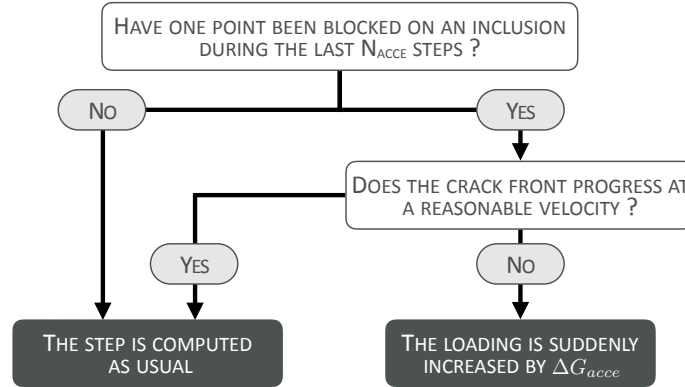 HAVE ONE POINT BEEN BLOCKED ON AN INCLUSION
DURING THE LAST N_ACCE STEPS ?
NO
YES
DOES THE CRACK FRONT PROGRESS AT
A REASONABLE VELOCITY ?
YES
NO
THE STEP IS COMPUTED
AS USUAL
THE LOADING IS SUDDENLY
INCREASED BY ΔG_acce